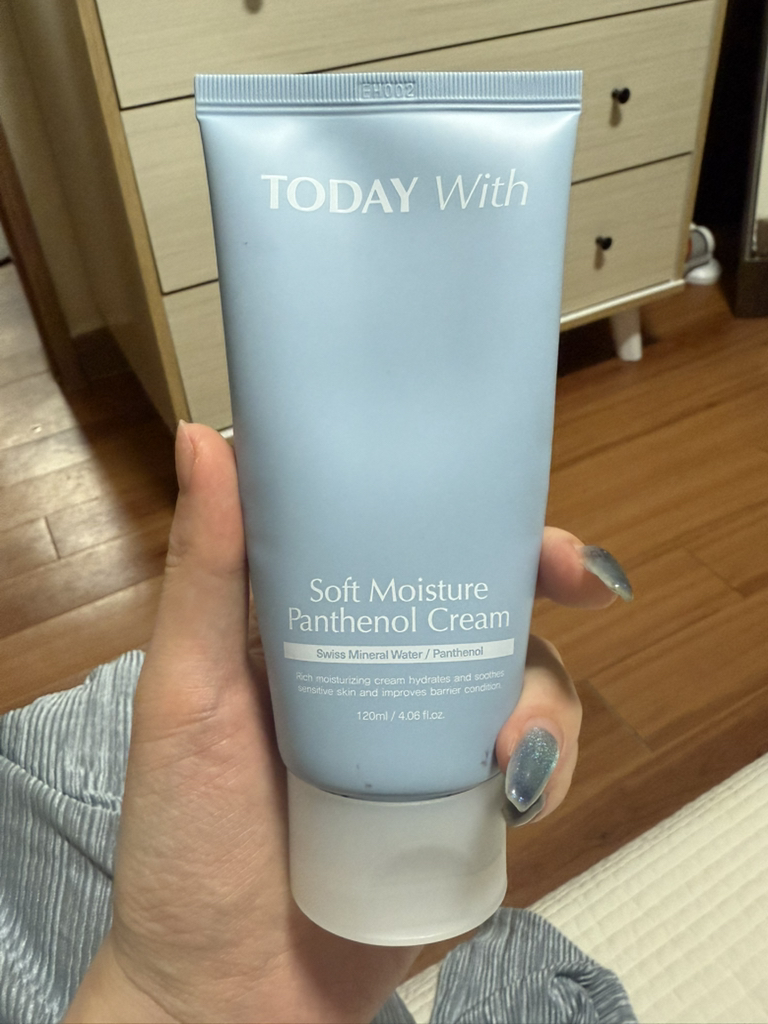 EH002
TODAY With
Soft Moisture
Panthenol Cream
Swiss Mineral Water / Panthenol
Rich moisturizing cream hydrates and soothes
sensitive skin and improves barrier condition.
120ml / 4.06 fl.oz.